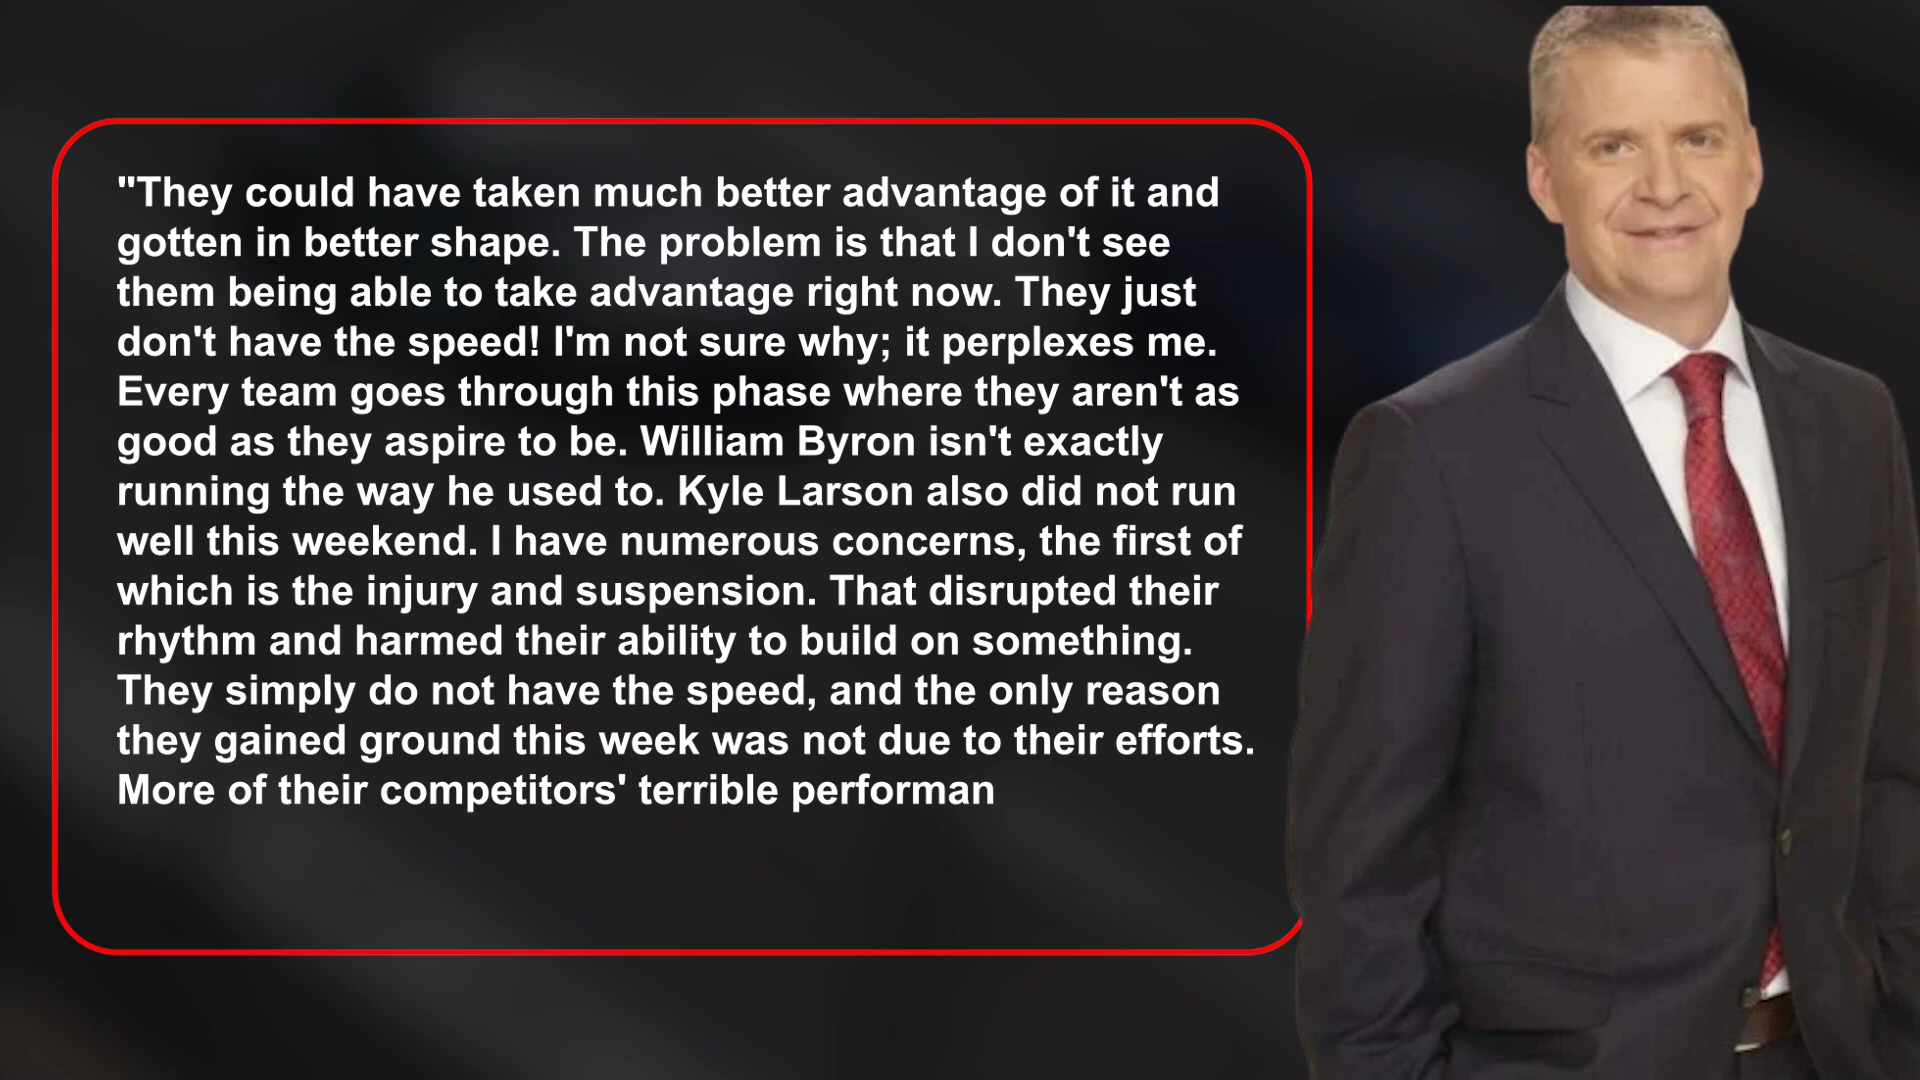 "They could have taken much better advantage of it and
gotten in better shape. The problem is that I don't see
them being able to take advantage right now. They just
don't have the speed! I'm not sure why; it perplexes me.
Every team goes through this phase where they aren't as
good as they aspire to be. William Byron isn't exactly
running the way he used to. Kyle Larson also did not run
well this weekend. I have numerous concerns, the first of
which is the injury and suspension. That disrupted their
rhythm and harmed their ability to build on something.
They simply do not have the speed, and the only reason
they gained ground this week was not due to their efforts.
More of their competitors' terrible performan